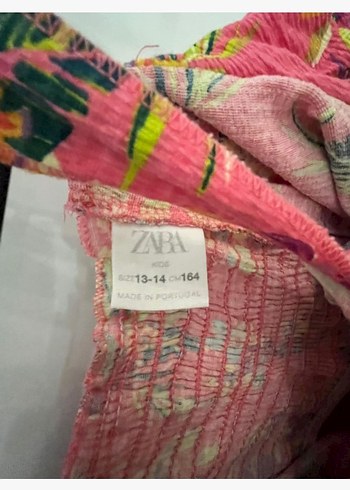 ZARA
KIDS
SIZE 13-14 CM 164
MADE IN PORTUGAL